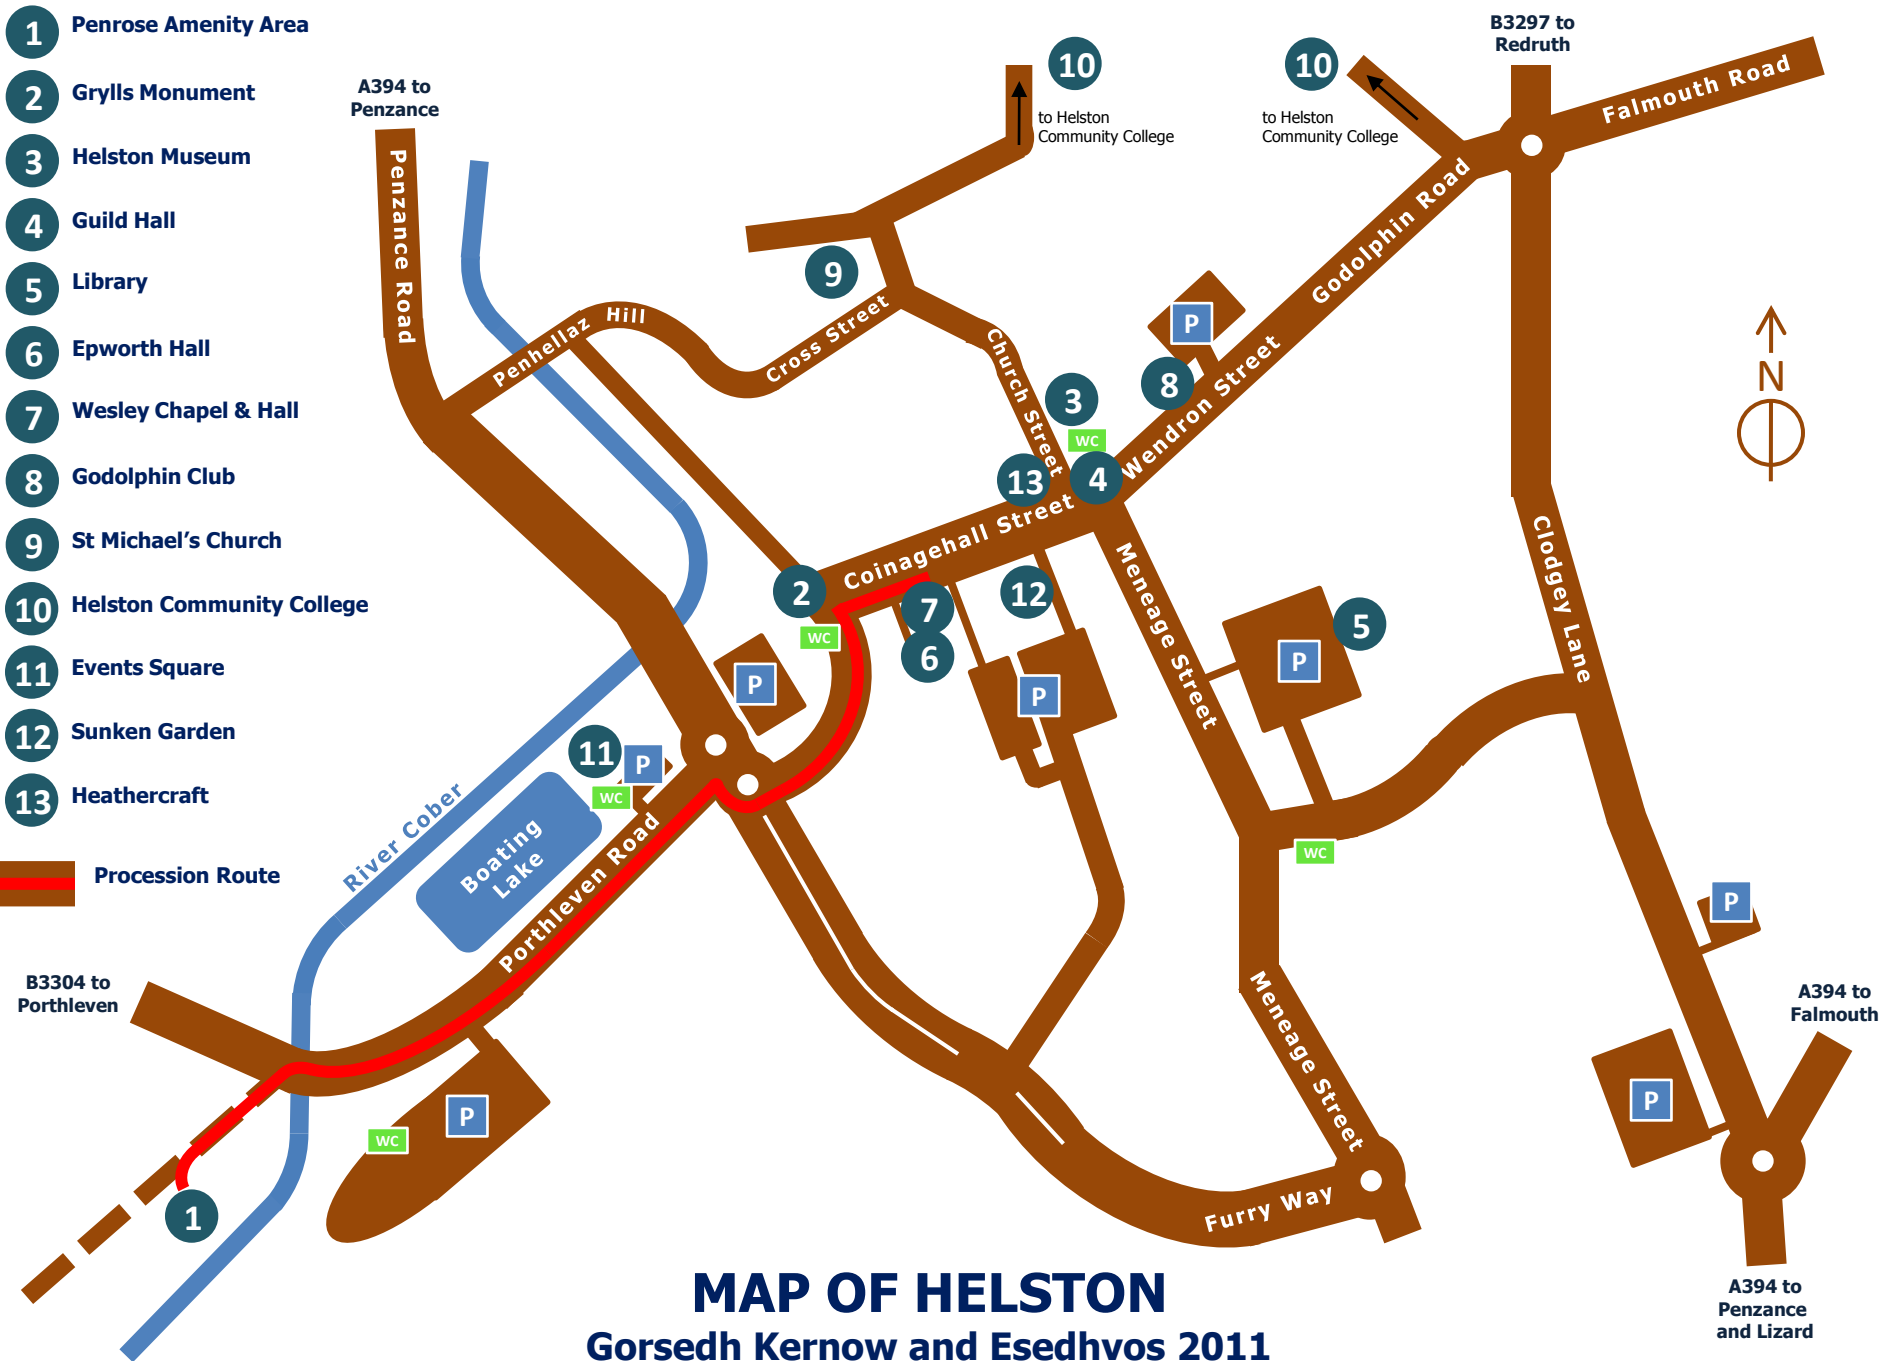 1 Penrose Amenity Area
2 Grylls Monument
3 Helston Museum
4 Guild Hall
5 Library
6 Epworth Hall
7 Wesley Chapel & Hall
8 Godolphin Club
9 St Michael’s Church
10 Helston Community College
11 Events Square
12 Sunken Garden
13 Heathercraft
Procession Route
A394 to
Penzance
Penzance Road
10
to Helston
Community College
10
to Helston
Community College
B3297 to
Redruth
Falmouth Road
Godolphin Road
9
Penhellaz Hill
Cross Street
Church Street
P
8
3
WC
Wendron Street
13
4
N
Coinagehall Street
2
WC
7
6
12
P
Meneage Street
5
P
Clodgey Lane
P
11
P
WC
River Cober
Boating
Lake
Porthleven Road
WC
P
B3304 to
Porthleven
Meneage Street
A394 to
Falmouth
P
P
WC
1
Furry Way
A394 to
Penzance
and Lizard
MAP OF HELSTON
Gorsedh Kernow and Esedhvos 2011